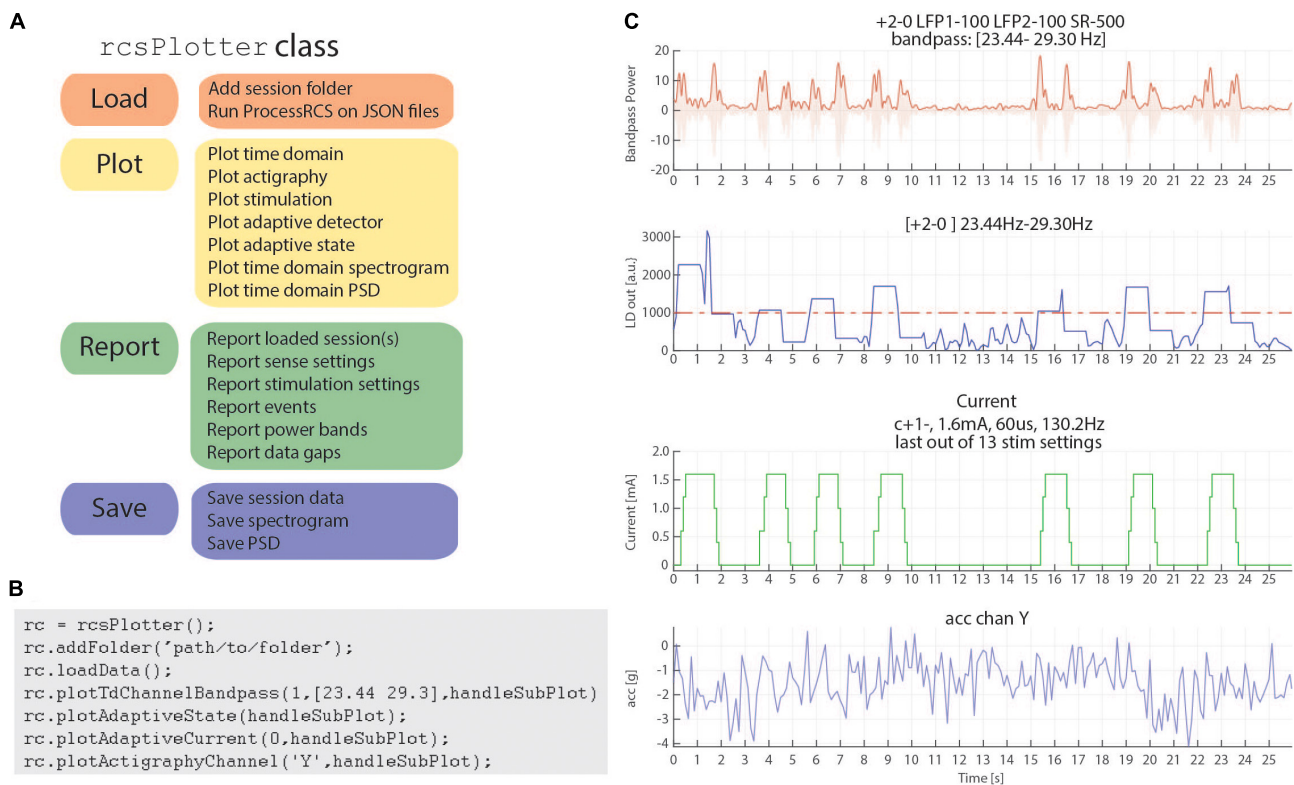 A
rcsPlotter class
Load
Add session folder
Run ProcessRCS on JSON files
Plot
Plot time domain
Plot actigraphy
Plot stimulation
Plot adaptive detector
Plot adaptive state
Plot time domain spectrogram
Plot time domain PSD
Report
Report loaded session(s)
Report sense settings
Report stimulation settings
Report events
Report power bands
Report data gaps
Save
Save session data
Save spectrogram
Save PSD
B
rc = rcsPlotter();
rc.addFolder(′path/to/folder′);
rc.loadData();
rc.plotTdChannelBandpass(1,[23.44 29.3],handleSubPlot)
rc.plotAdaptiveState(handleSubPlot);
rc.plotAdaptiveCurrent(0,handleSubPlot);
rc.plotActigraphyChannel('Y',handleSubPlot);
C
+2-0 LFP1-100 LFP2-100 SR-500
bandpass: [23.44- 29.30 Hz]
Bandpass Power
20
10
0
-10
-20
0 1 2 3 4 5 6 7 8 9 10 11 12 13 14 15 16 17 18 19 20 21 22 23 24 25
[+2-0 ] 23.44Hz-29.30Hz
LD out [a.u.}
3000
2000
1000
0
0 1 2 3 4 5 6 7 8 9 10 11 12 13 14 15 16 17 18 19 20 21 22 23 24 25
Current
c+1-, 1.6mA, 60us, 130.2Hz
last out of 13 stim settings
Current [mA]
2.0
1.5
1.0
0.5
0
0 1 2 3 4 5 6 7 8 9 10 11 12 13 14 15 16 17 18 19 20 21 22 23 24 25
acc chan Y
acc [g]
0
-1
-2
-3
-4
0 1 2 3 4 5 6 7 8 9 10 11 12 13 14 15 16 17 18 19 20 21 22 23 24 25
Time [s]